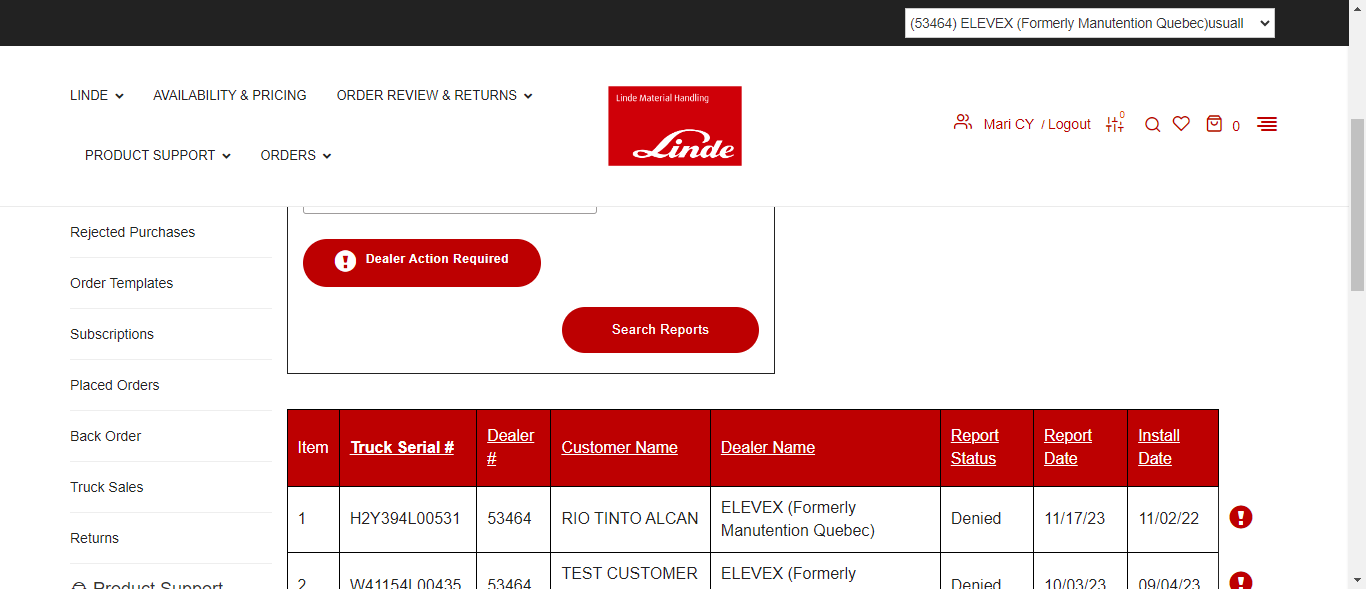 (53464) ELEVEX (Formerly Manutention Quebec)usuall
LINDE
AVAILABILITY & PRICING
ORDER REVIEW & RETURNS
PRODUCT SUPPORT
ORDERS
Linde Material Handling
Linde
Mari CY / Logout
0
0
Rejected Purchases
Order Templates
Subscriptions
Placed Orders
Back Order
Truck Sales
Returns
Product Support
Dealer Action Required
Search Reports
Item
Truck Serial #
Dealer
#
Customer Name
Dealer Name
Report
Status
Report
Date
Install
Date
1
H2Y394L00531
53464
RIO TINTO ALCAN
ELEVEX (Formerly
Manutention Quebec)
Denied
11/17/23
11/02/22
2
W41154L00435
53464
TEST CUSTOMER
ELEVEX (Formerly
Denied
10/03/23
09/04/23